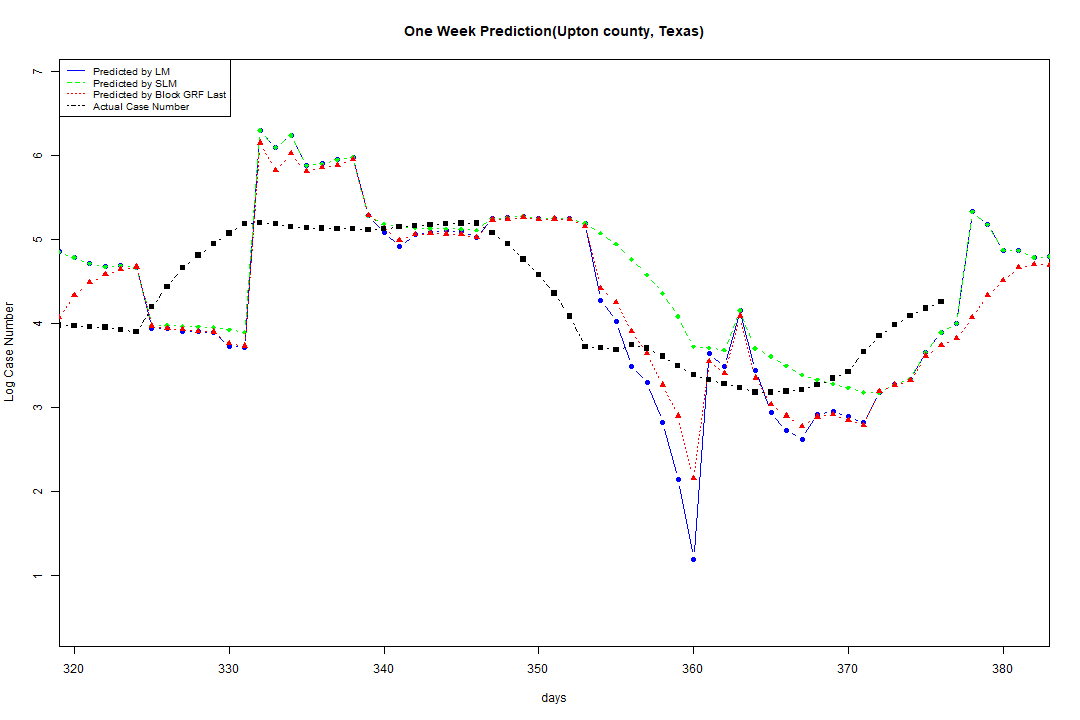 One Week Prediction(Upton county, Texas)
Predicted by LM
Predicted by SLM
Predicted by Block GRF Last
Actual Case Number
7
6
5
4
3
2
1
Log Case Number
320 330 340 350 360 370 380
days